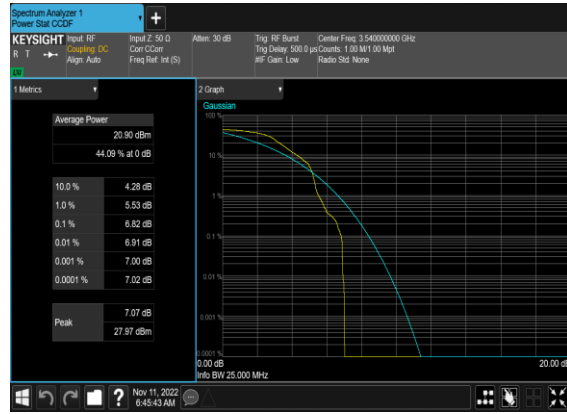 Spectrum Analyzer 1
Power Stat CCDF
+
KEYSIGHT
R T
Input: RF
Coupling: DC
Align: Auto
Input Z: 50 Ω
Corr CCorr
Freq Ref: Int (S)
Atten: 30 dB
Trig: RF Burst
Trig Delay: 500.0 µs
#IF Gain: Low
Center Freq: 3.540000000 GHz
Counts: 1.00 M/1.00 Mpt
Radio Std: None
1 Metrics
Average Power
20.90 dBm
44.09 % at 0 dB
10.0 % 4.28 dB
1.0 % 5.53 dB
0.1 % 6.82 dB
0.01 % 6.91 dB
0.001 % 7.00 dB
0.0001 % 7.02 dB
Peak
7.07 dB
27.97 dBm
2 Graph
Gaussian
100 %
10 %
1 %
0.1 %
0.01 %
0.001 %
0.0001 %
0.00 dB
20.00 dB
Info BW 25.000 MHz
?
Nov 11, 2022
6:45:43 AM